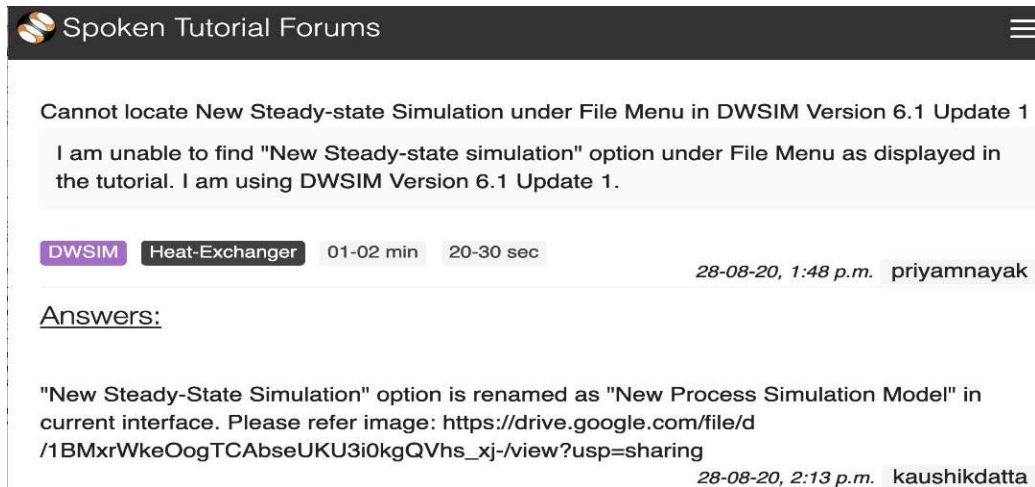 Spoken Tutorial Forums
Cannot locate New Steady-state Simulation under File Menu in DWSIM Version 6.1 Update 1
I am unable to find "New Steady-state simulation" option under File Menu as displayed in
the tutorial. I am using DWSIM Version 6.1 Update 1.
DWSIM Heat-Exchanger 01-02 min 20-30 sec
28-08-20, 1:48 p.m. priyamnayak
Answers:
"New Steady-State Simulation" option is renamed as "New Process Simulation Model" in
current interface. Please refer image: https://drive.google.com/file/d
/1BMxrWkeOogTCAbseUKU3i0kgQVhs_xj-/view?usp=sharing
28-08-20, 2:13 p.m. kaushikdatta